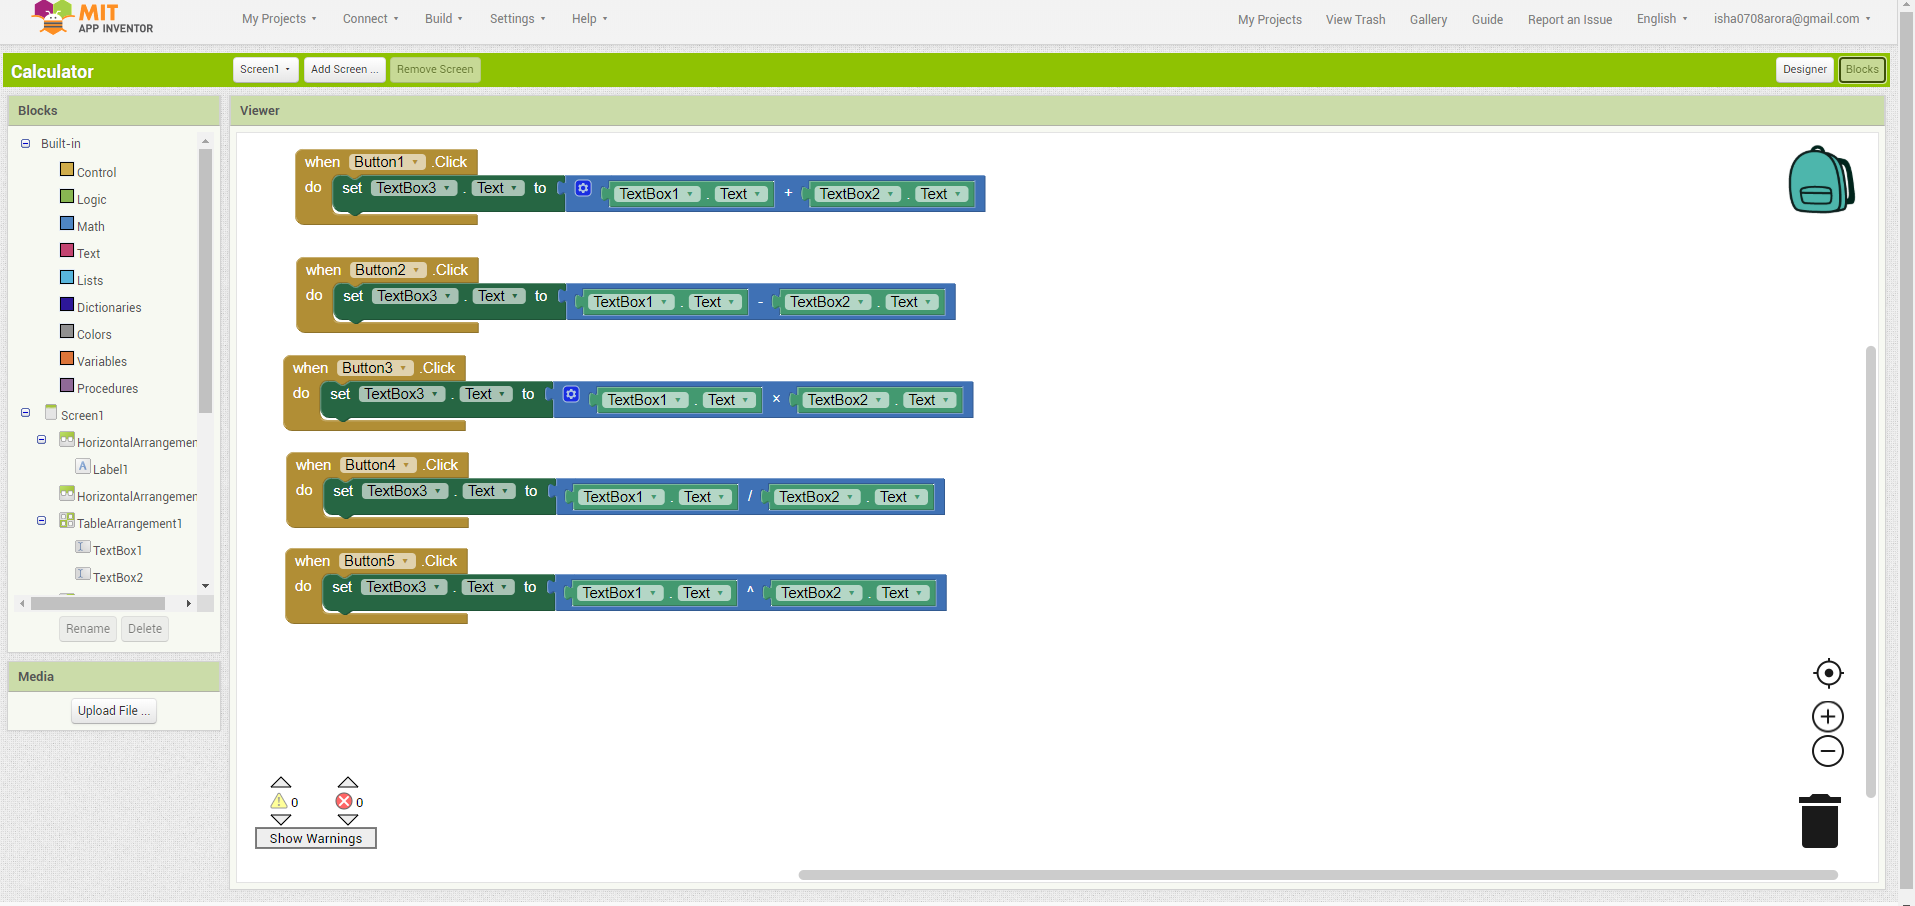 MIT
APP INVENTOR
My Projects Connect Build Settings Help My Projects View Trash Gallery Guide Report an Issue English isha0708arora@gmail.com
Calculator Screen1 Add Screen ... Remove Screen Designer Blocks
Blocks
Built-in
Control
Logic
Math
Text
Lists
Dictionaries
Colors
Variables
Procedures
Screen1
HorizontalArrangemen
A Label1
HorizontalArrangemen
TableArrangement1
TextBox1
TextBox2
Rename Delete
Media
Upload File ...
Viewer
when Button1 .Click
do set TextBox3 . Text to TextBox1 . Text + TextBox2 . Text
when Button2 .Click
do set TextBox3 . Text to TextBox1 . Text - TextBox2 . Text
when Button3 .Click
do set TextBox3 . Text to TextBox1 . Text × TextBox2 . Text
when Button4 .Click
do set TextBox3 . Text to TextBox1 . Text / TextBox2 . Text
when Button5 .Click
do set TextBox3 . Text to TextBox1 . Text ^ TextBox2 . Text
0 0
Show Warnings